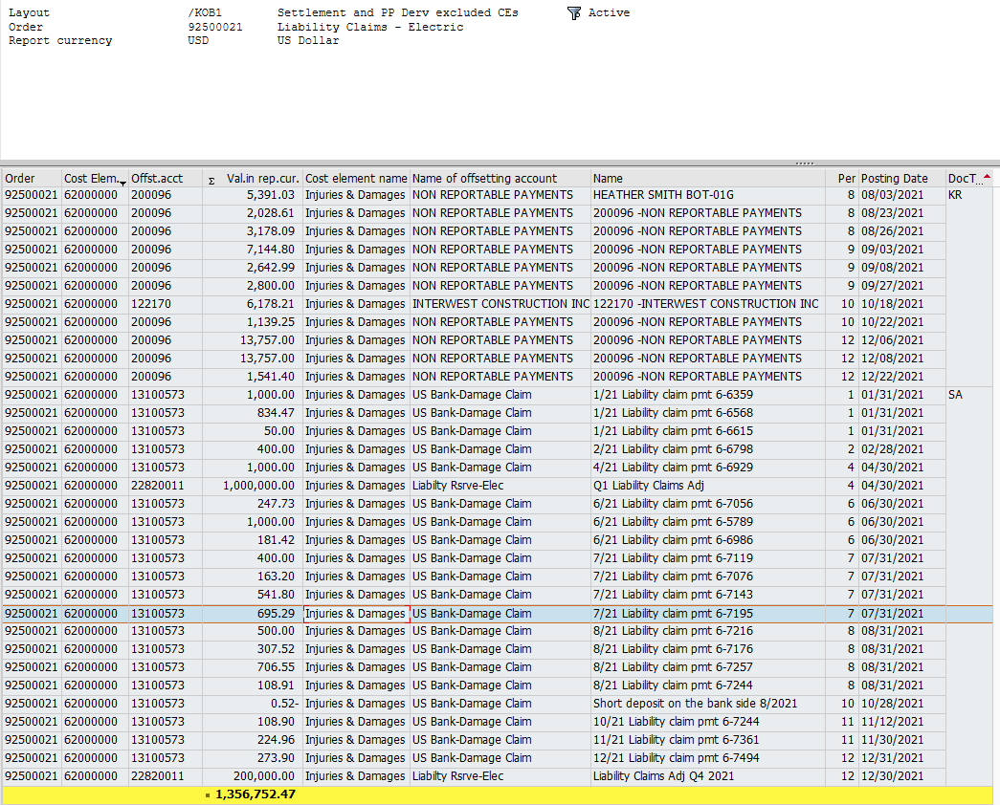 Layout /KOB1 Settlement and PP Derv excluded CEs Active
Order 92500021 Liability Claims - Electric
Report currency USD US Dollar
Order Cost Elem. Offst.acct Σ Val.in rep.cur. Cost element name Name of offsetting account Name Per Posting Date DocT...
92500021 62000000 200096 5,391.03 Injuries & Damages NON REPORTABLE PAYMENTS HEATHER SMITH BOT-01G 8 08/03/2021 KR
92500021 62000000 200096 2,028.61 Injuries & Damages NON REPORTABLE PAYMENTS 200096 -NON REPORTABLE PAYMENTS 8 08/23/2021
92500021 62000000 200096 3,178.09 Injuries & Damages NON REPORTABLE PAYMENTS 200096 -NON REPORTABLE PAYMENTS 8 08/26/2021
92500021 62000000 200096 7,144.80 Injuries & Damages NON REPORTABLE PAYMENTS 200096 -NON REPORTABLE PAYMENTS 9 09/03/2021
92500021 62000000 200096 2,642.99 Injuries & Damages NON REPORTABLE PAYMENTS 200096 -NON REPORTABLE PAYMENTS 9 09/08/2021
92500021 62000000 200096 2,800.00 Injuries & Damages NON REPORTABLE PAYMENTS 200096 -NON REPORTABLE PAYMENTS 9 09/27/2021
92500021 62000000 122170 6,178.21 Injuries & Damages INTERWEST CONSTRUCTION INC 122170 -INTERWEST CONSTRUCTION INC 10 10/18/2021
92500021 62000000 200096 1,139.25 Injuries & Damages NON REPORTABLE PAYMENTS 200096 -NON REPORTABLE PAYMENTS 10 10/22/2021
92500021 62000000 200096 13,757.00 Injuries & Damages NON REPORTABLE PAYMENTS 200096 -NON REPORTABLE PAYMENTS 12 12/06/2021
92500021 62000000 200096 13,757.00 Injuries & Damages NON REPORTABLE PAYMENTS 200096 -NON REPORTABLE PAYMENTS 12 12/08/2021
92500021 62000000 200096 1,541.40 Injuries & Damages NON REPORTABLE PAYMENTS 200096 -NON REPORTABLE PAYMENTS 12 12/22/2021
92500021 62000000 13100573 1,000.00 Injuries & Damages US Bank-Damage Claim 1/21 Liability claim pmt 6-6359 1 01/31/2021 SA
92500021 62000000 13100573 834.47 Injuries & Damages US Bank-Damage Claim 1/21 Liability claim pmt 6-6568 1 01/31/2021
92500021 62000000 13100573 50.00 Injuries & Damages US Bank-Damage Claim 1/21 Liability claim pmt 6-6615 1 01/31/2021
92500021 62000000 13100573 400.00 Injuries & Damages US Bank-Damage Claim 2/21 Liability claim pmt 6-6798 2 02/28/2021
92500021 62000000 13100573 1,000.00 Injuries & Damages US Bank-Damage Claim 4/21 Liability claim pmt 6-6929 4 04/30/2021
92500021 62000000 22820011 1,000,000.00 Injuries & Damages Liabilty Rsrve-Elec Q1 Liability Claims Adj 4 04/30/2021
92500021 62000000 13100573 247.73 Injuries & Damages US Bank-Damage Claim 6/21 Liability claim pmt 6-7056 6 06/30/2021
92500021 62000000 13100573 1,000.00 Injuries & Damages US Bank-Damage Claim 6/21 Liability claim pmt 6-5789 6 06/30/2021
92500021 62000000 13100573 181.42 Injuries & Damages US Bank-Damage Claim 6/21 Liability claim pmt 6-6986 6 06/30/2021
92500021 62000000 13100573 400.00 Injuries & Damages US Bank-Damage Claim 7/21 Liability claim pmt 6-7119 7 07/31/2021
92500021 62000000 13100573 163.20 Injuries & Damages US Bank-Damage Claim 7/21 Liability claim pmt 6-7076 7 07/31/2021
92500021 62000000 13100573 541.80 Injuries & Damages US Bank-Damage Claim 7/21 Liability claim pmt 6-7143 7 07/31/2021
92500021 62000000 13100573 695.29 Injuries & Damages US Bank-Damage Claim 7/21 Liability claim pmt 6-7195 7 07/31/2021
92500021 62000000 13100573 500.00 Injuries & Damages US Bank-Damage Claim 8/21 Liability claim pmt 6-7216 8 08/31/2021
92500021 62000000 13100573 307.52 Injuries & Damages US Bank-Damage Claim 8/21 Liability claim pmt 6-7176 8 08/31/2021
92500021 62000000 13100573 706.55 Injuries & Damages US Bank-Damage Claim 8/21 Liability claim pmt 6-7257 8 08/31/2021
92500021 62000000 13100573 108.91 Injuries & Damages US Bank-Damage Claim 8/21 Liability claim pmt 6-7244 8 08/31/2021
92500021 62000000 13100573 0.52- Injuries & Damages US Bank-Damage Claim Short deposit on the bank side 8/2021 10 10/28/2021
92500021 62000000 13100573 108.90 Injuries & Damages US Bank-Damage Claim 10/21 Liability claim pmt 6-7244 11 11/12/2021
92500021 62000000 13100573 224.96 Injuries & Damages US Bank-Damage Claim 11/21 Liability claim pmt 6-7361 11 11/30/2021
92500021 62000000 13100573 273.90 Injuries & Damages US Bank-Damage Claim 12/21 Liability claim pmt 6-7494 12 12/31/2021
92500021 62000000 22820011 200,000.00 Injuries & Damages Liabilty Rsrve-Elec Liability Claims Adj Q4 2021 12 12/30/2021
1,356,752.47